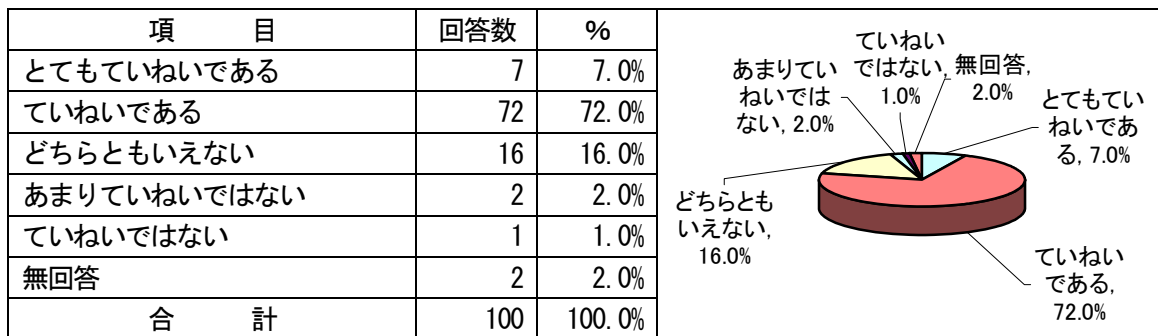 項　目 回答数 %
とてもていねいである 7 7.0%
ていねいである 72 72.0%
どちらともいえない 16 16.0%
あまりていねいではない 2 2.0%
ていねいではない 1 1.0%
無回答 2 2.0%
合　計 100 100.0%
ていねい
ではない,
1.0%
無回答,
2.0%
あまりてい
ねいでは
ない, 2.0%
とてもてい
ねいであ
る, 7.0%
どちらとも
いえない,
16.0%
ていねい
である,
72.0%